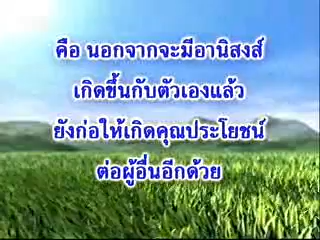 คือ นอกจากจะมีอานิสงส์
เกิดขึ้นกับตัวเองแล้ว
ยังก่อให้เกิดคุณประโยชน์
ต่อผู้อื่นอีกด้วย